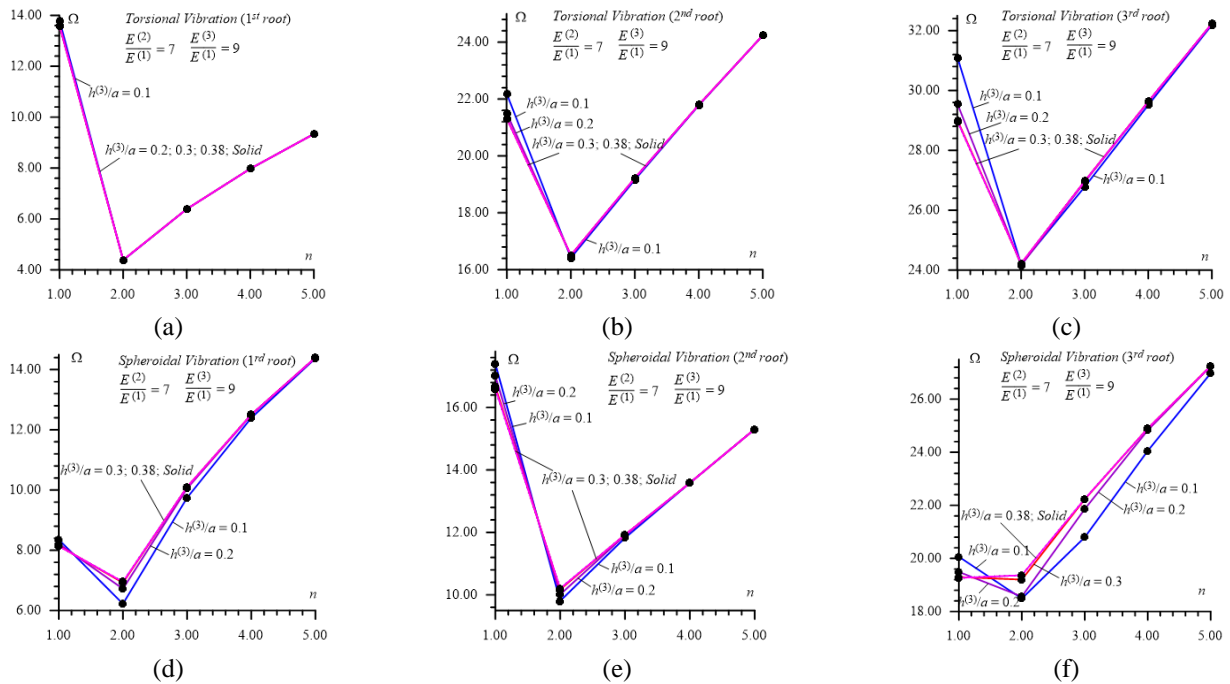 Ω
Torsional Vibration (1st root)
E(2)/E(1) = 7 E(3)/E(1) = 9
14.00
12.00
10.00
8.00
6.00
4.00
h(3)/a = 0.1
h(3)/a = 0.2; 0.3; 0.38; Solid
n
1.00 2.00 3.00 4.00 5.00
(a)
Ω
Torsional Vibration (2nd root)
E(2)/E(1) = 7 E(3)/E(1) = 9
24.00
22.00
20.00
18.00
16.00
h(3)/a = 0.1
h(3)/a = 0.2
h(3)/a = 0.3; 0.38; Solid
h(3)/a = 0.1
n
1.00 2.00 3.00 4.00 5.00
(b)
Ω
Torsional Vibration (3rd root)
E(2)/E(1) = 7 E(3)/E(1) = 9
32.00
30.00
28.00
26.00
24.00
h(3)/a = 0.1
h(3)/a = 0.2
h(3)/a = 0.3; 0.38; Solid
h(3)/a = 0.1
n
1.00 2.00 3.00 4.00 5.00
(c)
Ω
Spheroidal Vibration (1rd root)
E(2)/E(1) = 7 E(3)/E(1) = 9
14.00
12.00
10.00
8.00
6.00
h(3)/a = 0.3; 0.38; Solid
h(3)/a = 0.1
h(3)/a = 0.2
n
1.00 2.00 3.00 4.00 5.00
(d)
Ω
Spheroidal Vibration (2nd root)
E(2)/E(1) = 7 E(3)/E(1) = 9
16.00
14.00
12.00
10.00
h(3)/a = 0.2
h(3)/a = 0.1
h(3)/a = 0.3; 0.38; Solid
h(3)/a = 0.1
h(3)/a = 0.2
n
1.00 2.00 3.00 4.00 5.00
(e)
Ω
Spheroidal Vibration (3rd root)
E(2)/E(1) = 7 E(3)/E(1) = 9
26.00
24.00
22.00
20.00
18.00
h(3)/a = 0.1
h(3)/a = 0.2
h(3)/a = 0.38; Solid
h(3)/a = 0.1
h(3)/a = 0.3
h(3)/a = 0.2
n
1.00 2.00 3.00 4.00 5.00
(f)